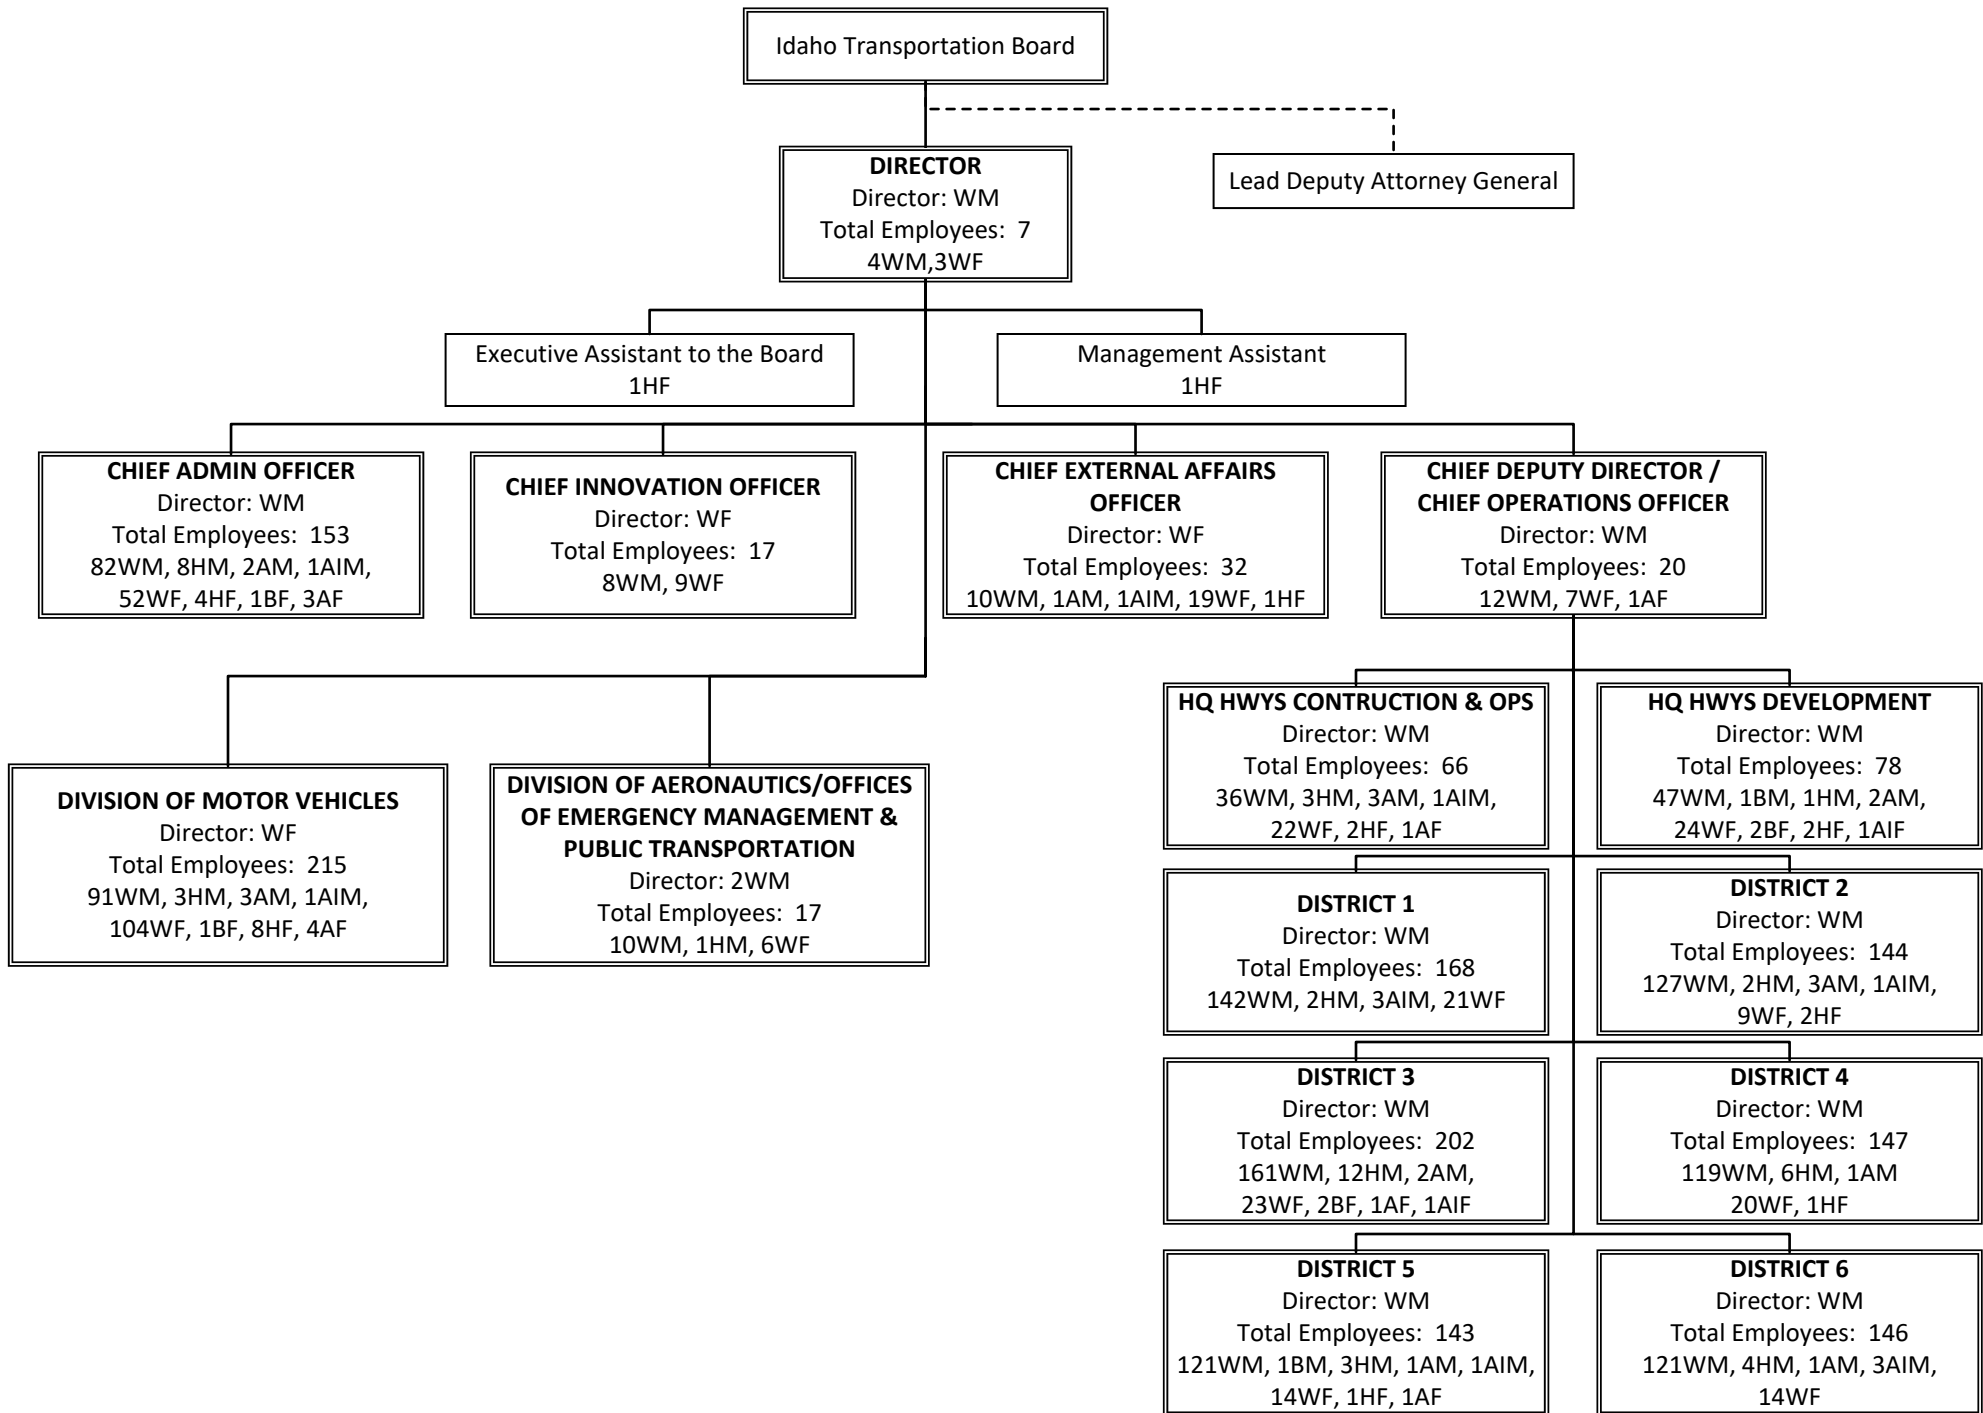 Idaho Transportation Board
Lead Deputy Attorney General
DIRECTOR
Director: WM
Total Employees:  7
4WM,3WF
Executive Assistant to the Board
1HF
Management Assistant
1HF
CHIEF ADMIN OFFICER
Director: WM
Total Employees:  153
82WM, 8HM, 2AM, 1AIM,
52WF, 4HF, 1BF, 3AF
CHIEF INNOVATION OFFICER
Director: WF
Total Employees:  17
8WM, 9WF
CHIEF EXTERNAL AFFAIRS
OFFICER
Director: WF
Total Employees:  32
10WM, 1AM, 1AIM, 19WF, 1HF
CHIEF DEPUTY DIRECTOR /
CHIEF OPERATIONS OFFICER
Director: WM
Total Employees:  20
12WM, 7WF, 1AF
DIVISION OF MOTOR VEHICLES
Director: WF
Total Employees:  215
91WM, 3HM, 3AM, 1AIM,
104WF, 1BF, 8HF, 4AF
DIVISION OF AERONAUTICS/OFFICES
OF EMERGENCY MANAGEMENT &
PUBLIC TRANSPORTATION
Director: 2WM
Total Employees:  17
10WM, 1HM, 6WF
HQ HWYS CONTRUCTION & OPS
Director: WM
Total Employees:  66
36WM, 3HM, 3AM, 1AIM,
22WF, 2HF, 1AF
HQ HWYS DEVELOPMENT
Director: WM
Total Employees:  78
47WM, 1BM, 1HM, 2AM,
24WF, 2BF, 2HF, 1AIF
DISTRICT 1
Director: WM
Total Employees:  168
142WM, 2HM, 3AIM, 21WF
DISTRICT 2
Director: WM
Total Employees:  144
127WM, 2HM, 3AM, 1AIM,
9WF, 2HF
DISTRICT 3
Director: WM
Total Employees:  202
161WM, 12HM, 2AM,
23WF, 2BF, 1AF, 1AIF
DISTRICT 4
Director: WM
Total Employees:  147
119WM, 6HM, 1AM
20WF, 1HF
DISTRICT 5
Director: WM
Total Employees:  143
121WM, 1BM, 3HM, 1AM, 1AIM,
14WF, 1HF, 1AF
DISTRICT 6
Director: WM
Total Employees:  146
121WM, 4HM, 1AM, 3AIM,
14WF